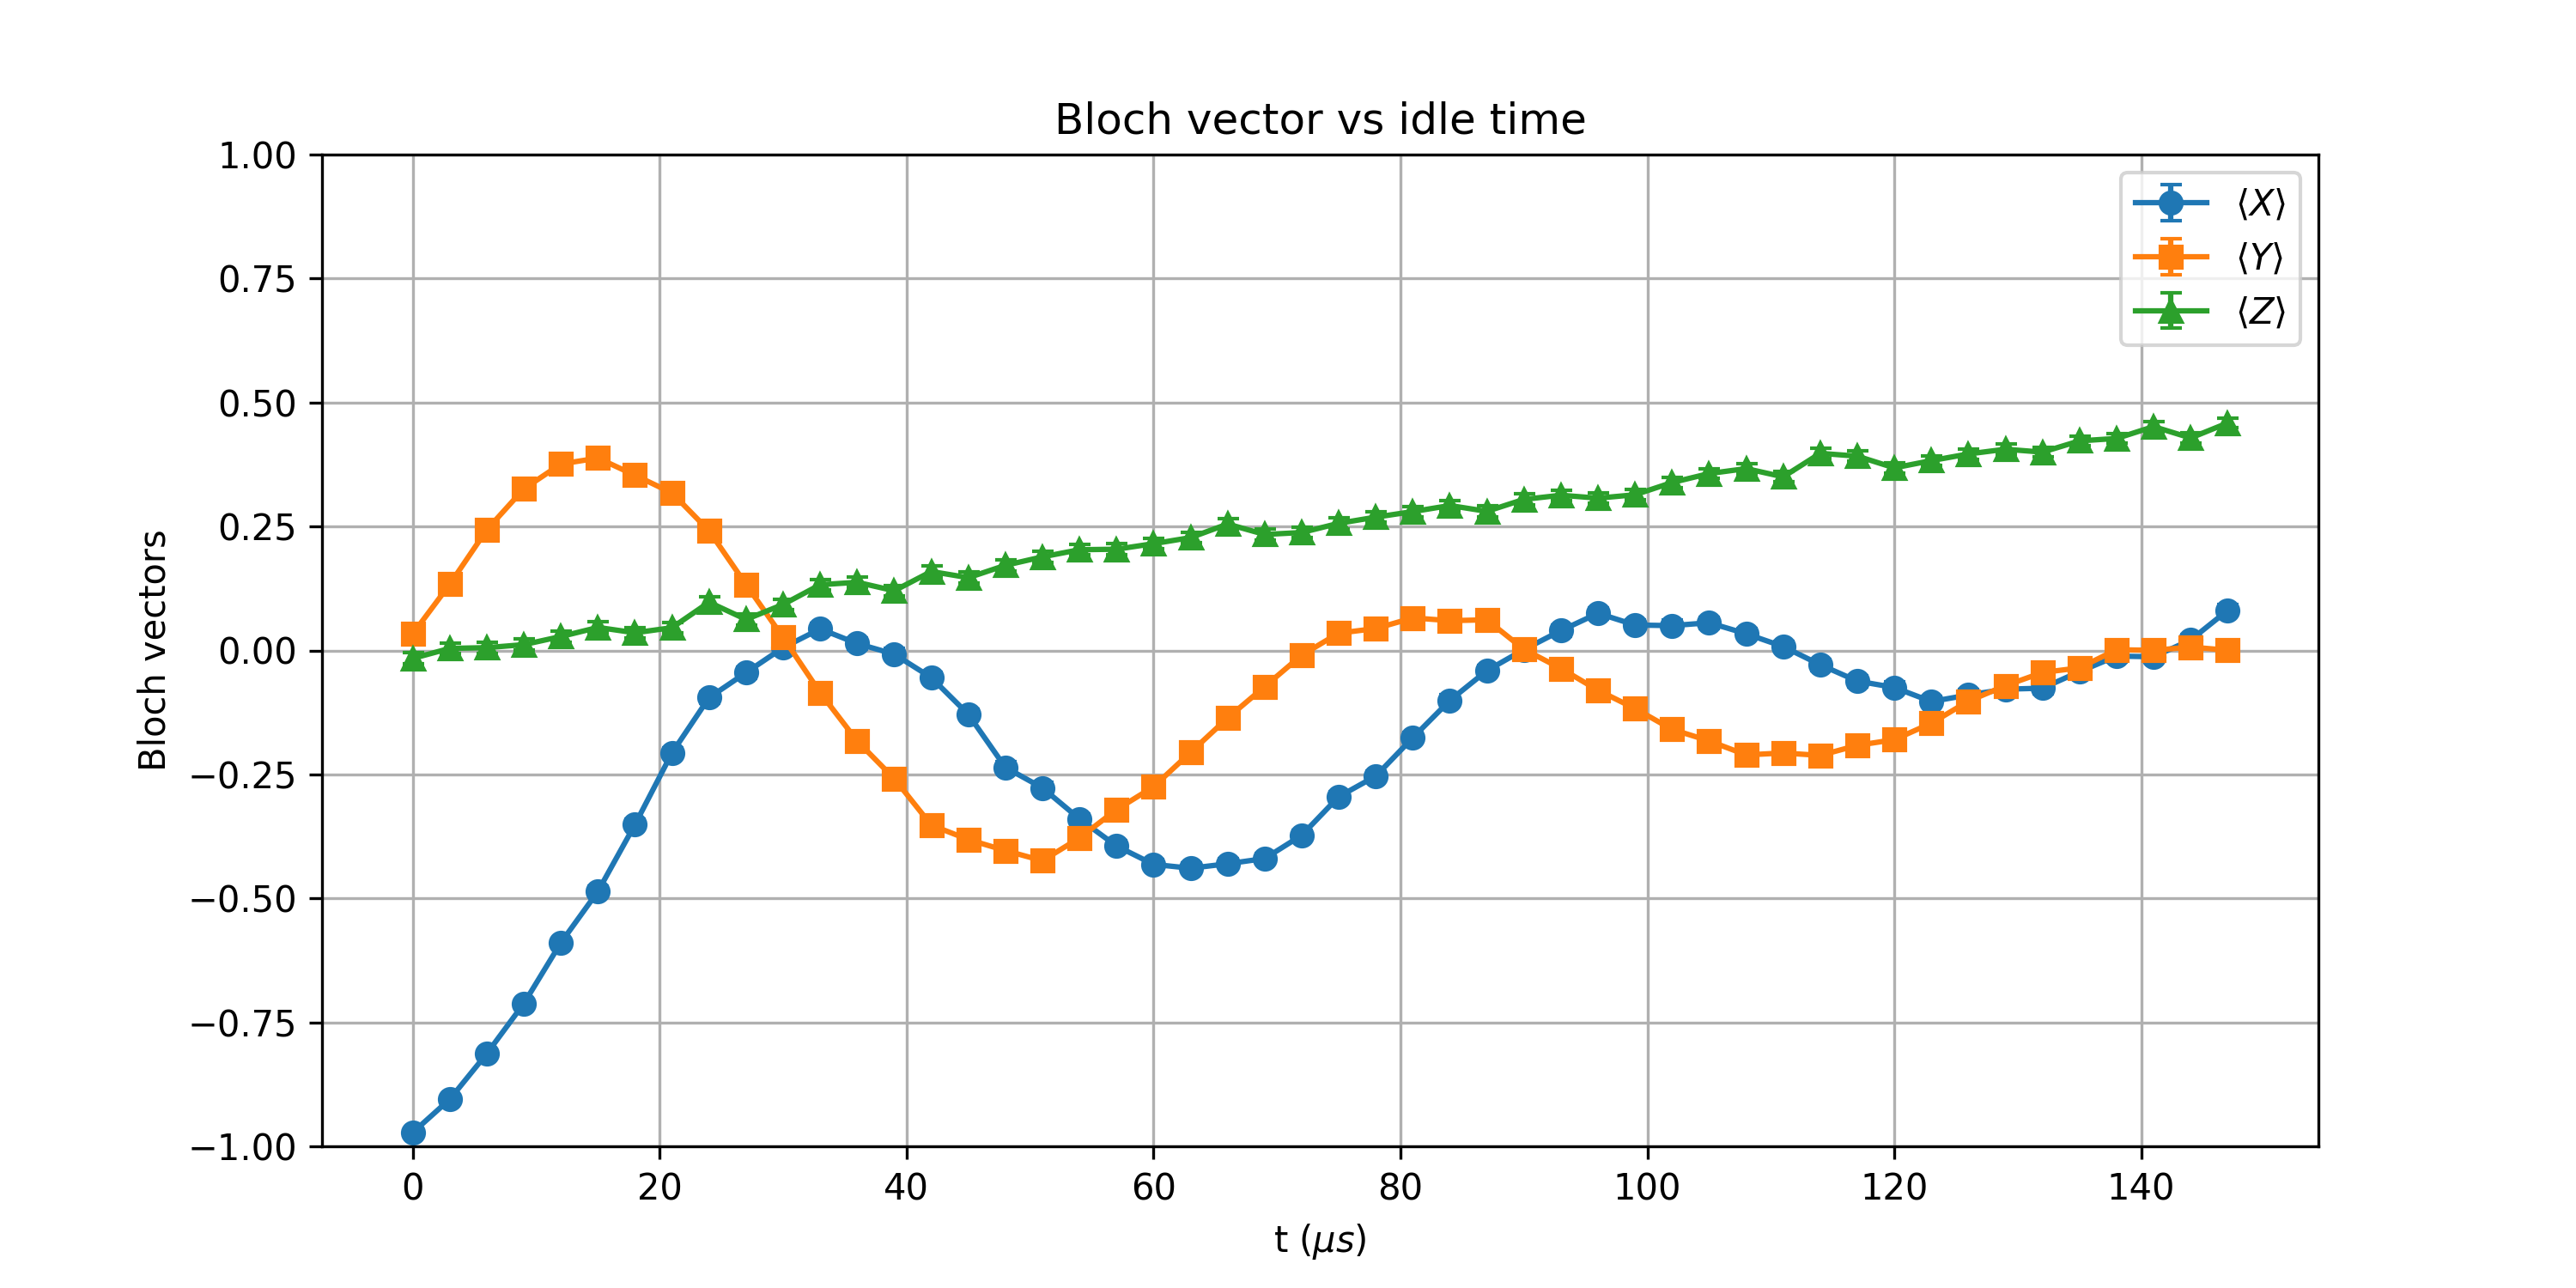 Bloch vector vs idle time
1.00
0.75
0.50
0.25
0.00
−0.25
−0.50
−0.75
−1.00
Bloch vectors
⟨X⟩
⟨Y⟩
⟨Z⟩
0 20 40 60 80 100 120 140
t (μs)